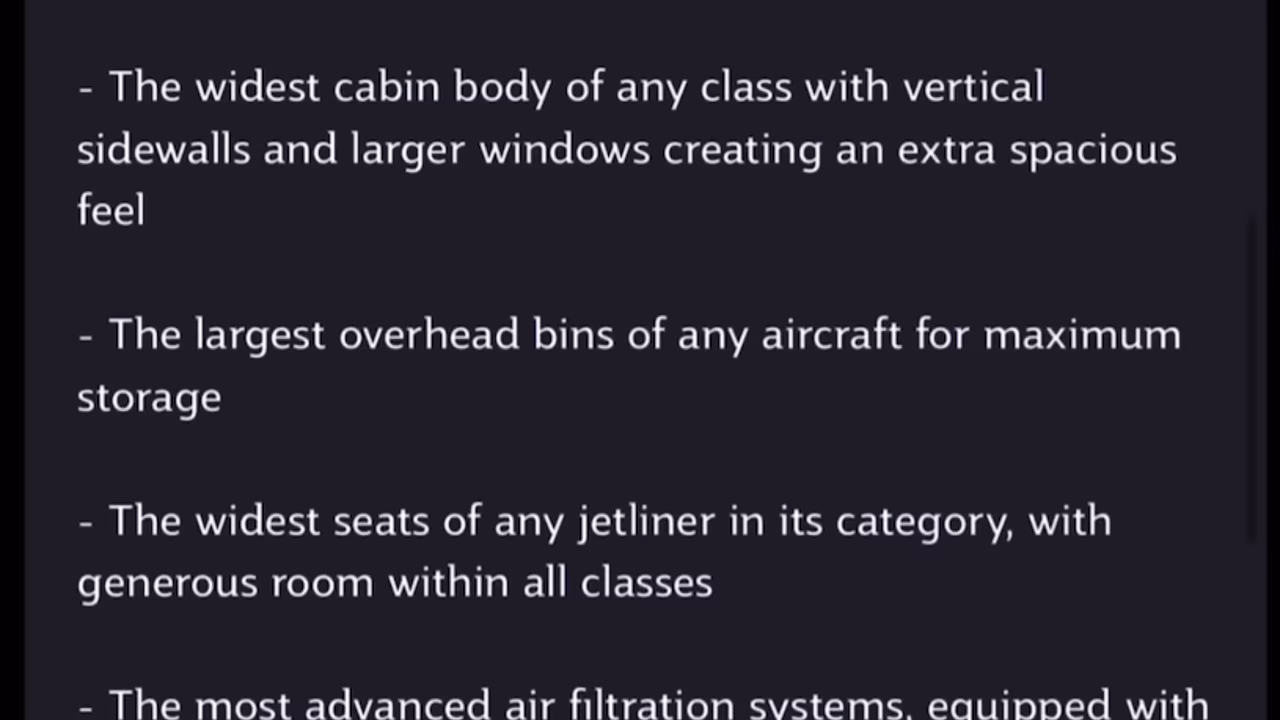 - The widest cabin body of any class with vertical
sidewalls and larger windows creating an extra spacious
feel
- The largest overhead bins of any aircraft for maximum
storage
- The widest seats of any jetliner in its category, with
generous room within all classes
- The most advanced air filtration systems, equipped with